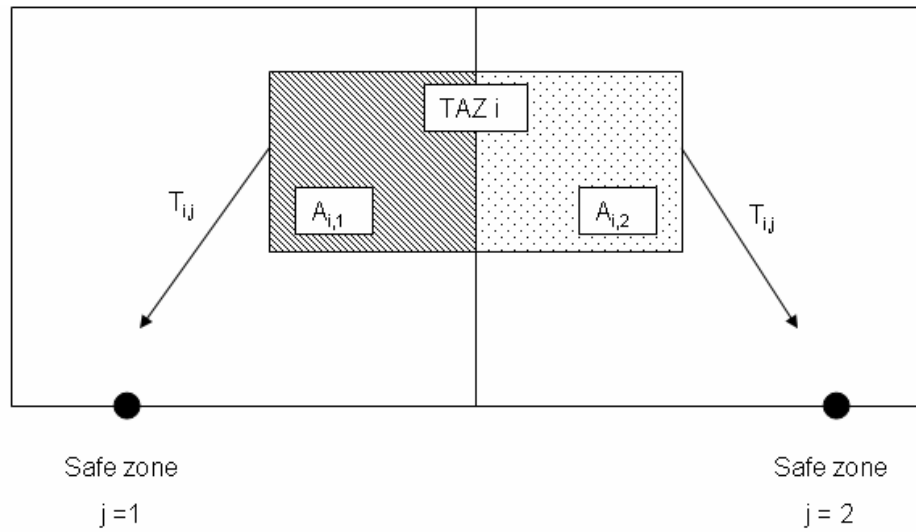 TAZ i
T_{i,j}
A_{i,1}
A_{i,2}
T_{i,j}
Safe zone
j =1
Safe zone
j = 2